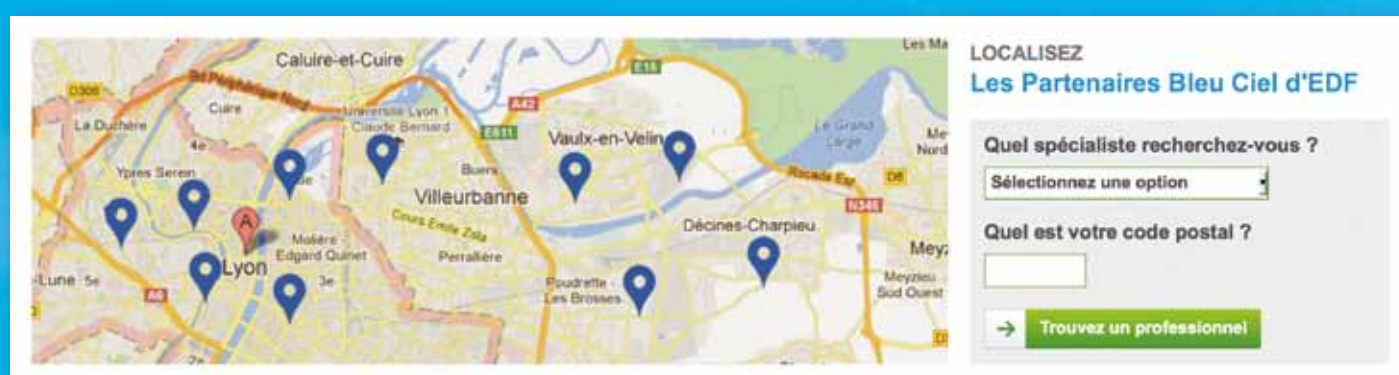 Caluire-et-Cuire
Les Ma
E15
D306
Bd Périphérique Nord
Cuire
A42
La Duchère
Université Lyon 1
Claude Bernard
E611
Vaulx-en-Velin
Le Grand
Large
Me
Nord
4e
Ypres Serein
Buers
Rocade Est
D6
Villeurbanne
N346
Cours Emile Zola
Décines-Charpieu
A
Molière -
Edgard Quinet
Perrallière
Meyz
Lyon
-Lune
5e
3e
Poudrette -
Les Brosses
Meyzieu
Sud Ouest
A6
2e
LOCALISEZ
Les Partenaires Bleu Ciel d'EDF
Quel spécialiste recherchez-vous ?
Sélectionnez une option
Quel est votre code postal ?
Trouvez un professionnel